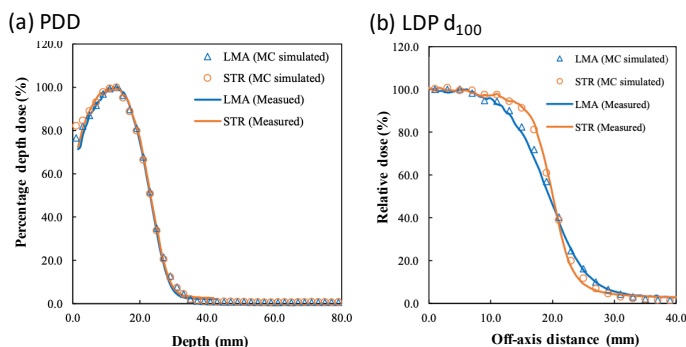 (a) PDD
(b) LDP d₁₀₀
120.0
100.0
80.0
60.0
40.0
20.0
0.0
Percentage depth dose (%)
LMA (MC simulated)
STR (MC simulated)
LMA (Measued)
STR (Measured)
0.0
20.0
40.0
60.0
80.0
Depth (mm)
120.0
100.0
80.0
60.0
40.0
20.0
0.0
Relative dose (%)
LMA (MC simulated)
STR (MC simulated)
LMA (Measured)
STR (Measured)
0.0
10.0
20.0
30.0
40.0
Off-axis distance (mm)